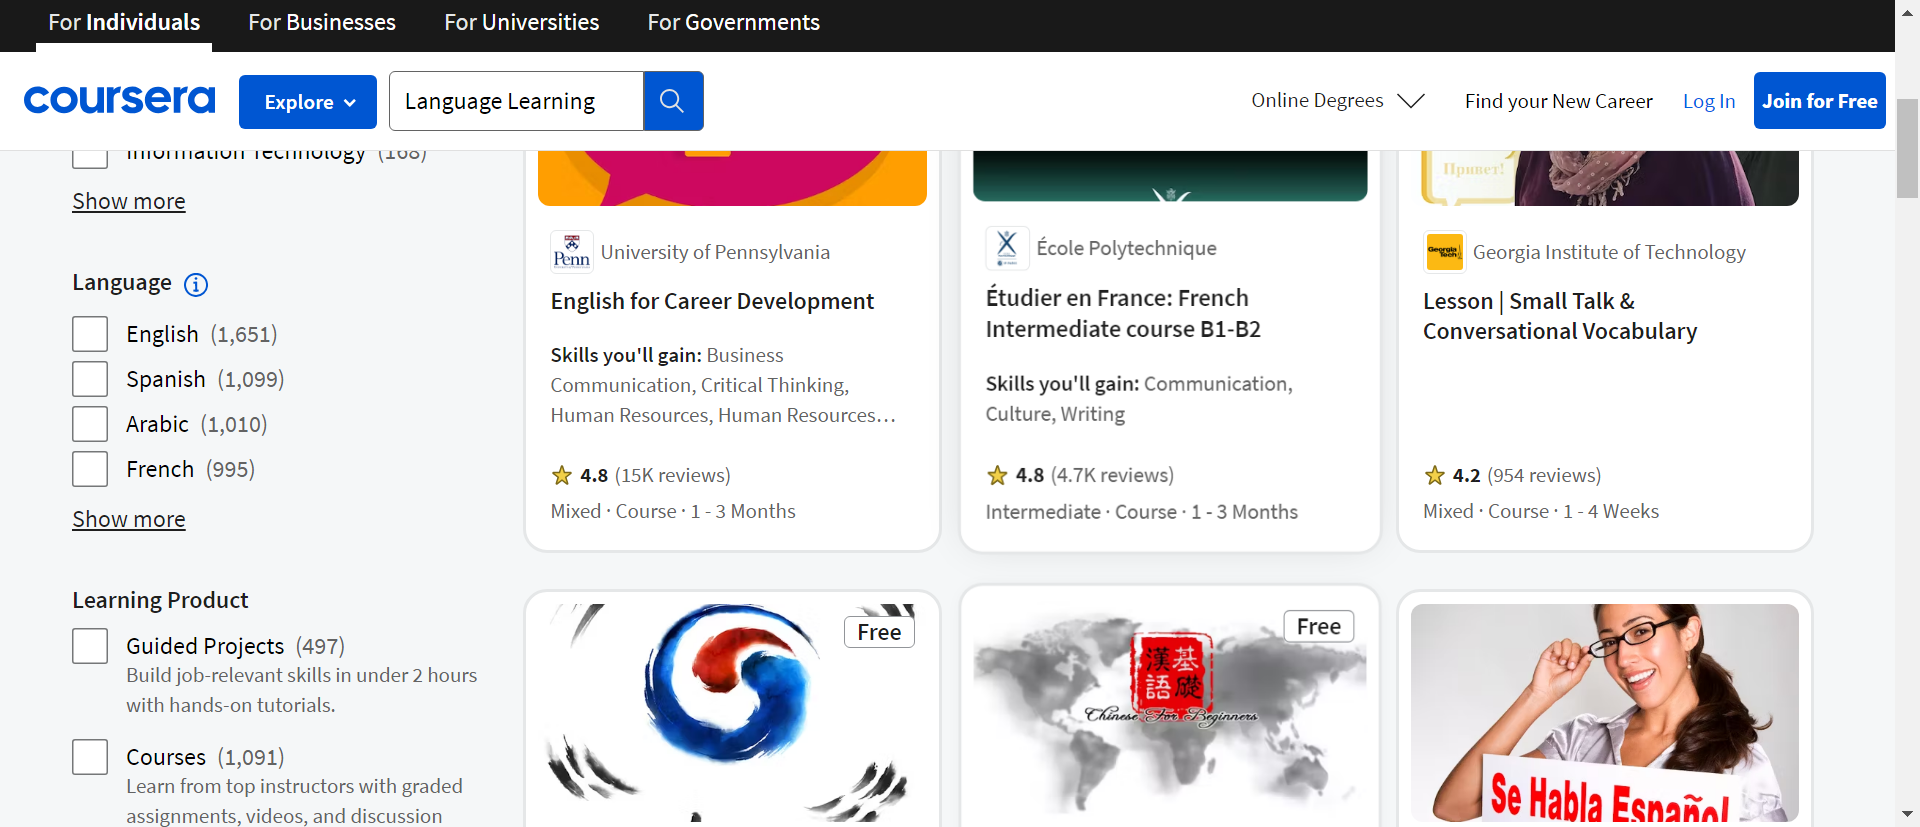 For Individuals
For Businesses
For Universities
For Governments
coursera
Explore
Language Learning
Online Degrees
Find your New Career
Log In
Join for Free
Information Technology (168)
Show more
Language
English (1,651)
Spanish (1,099)
Arabic (1,010)
French (995)
Show more
Learning Product
Guided Projects (497)
Build job-relevant skills in under 2 hours
with hands-on tutorials.
Courses (1,091)
Learn from top instructors with graded
assignments, videos, and discussion
Penn
University of Pennsylvania
English for Career Development
Skills you'll gain: Business
Communication, Critical Thinking,
Human Resources, Human Resources…
4.8 (15K reviews)
Mixed · Course · 1 - 3 Months
École Polytechnique
Étudier en France: French
Intermediate course B1-B2
Skills you'll gain: Communication,
Culture, Writing
4.8 (4.7K reviews)
Intermediate · Course · 1 - 3 Months
Привет!
Georgia
Tech
Georgia Institute of Technology
Lesson | Small Talk &
Conversational Vocabulary
4.2 (954 reviews)
Mixed · Course · 1 - 4 Weeks
Free
Free
漢基
語礎
Chinese For Beginners
Se Habla Español